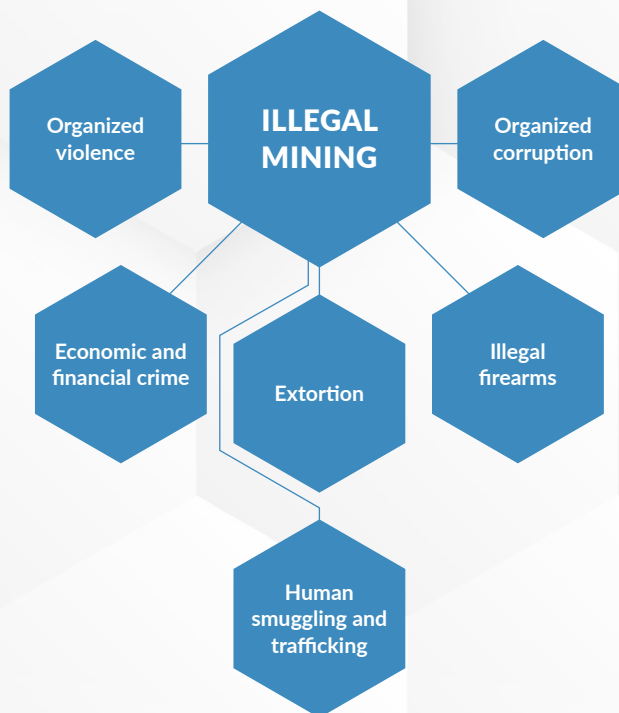 Organized
violence
ILLEGAL
MINING
Organized
corruption
Economic and
financial crime
Extortion
Illegal
firearms
Human
smuggling and
trafficking